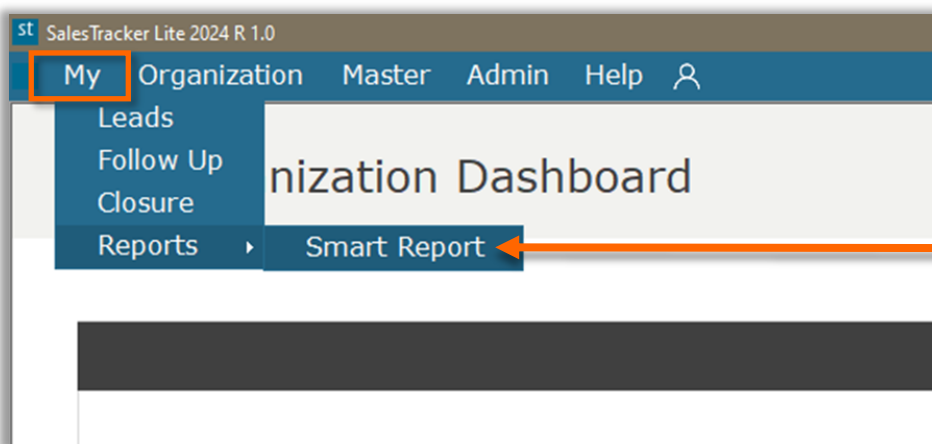 st SalesTracker Lite 2024 R 1.0
My Organization Master Admin Help
Leads
Follow Up
nization Dashboard
Closure
Reports
Smart Report